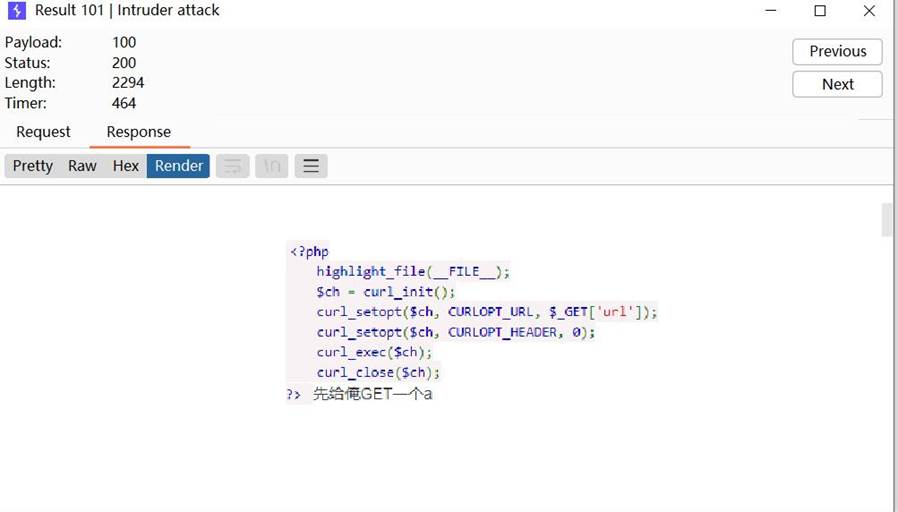 Result 101 | Intruder attack
Payload: 100
Status: 200
Length: 2294
Timer: 464
Previous
Next
Request Response
Pretty Raw Hex Render \n
<?php
highlight_file(__FILE__);
$ch = curl_init();
curl_setopt($ch, CURLOPT_URL, $_GET['url']);
curl_setopt($ch, CURLOPT_HEADER, 0);
curl_exec($ch);
curl_close($ch);
?> 先给俺GET一个a